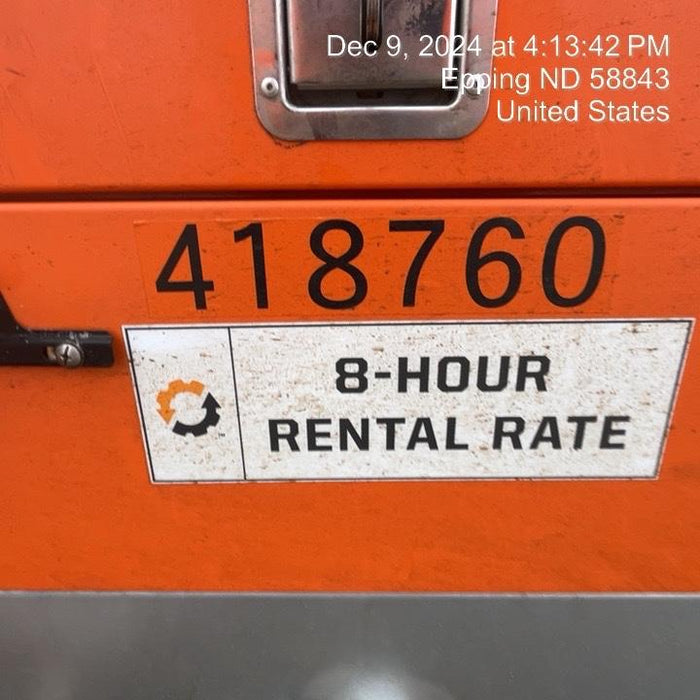 Dec 9, 2024 at 4:13:42 PM
Epping ND 58843
United States
418760
8-HOUR
RENTAL RATE